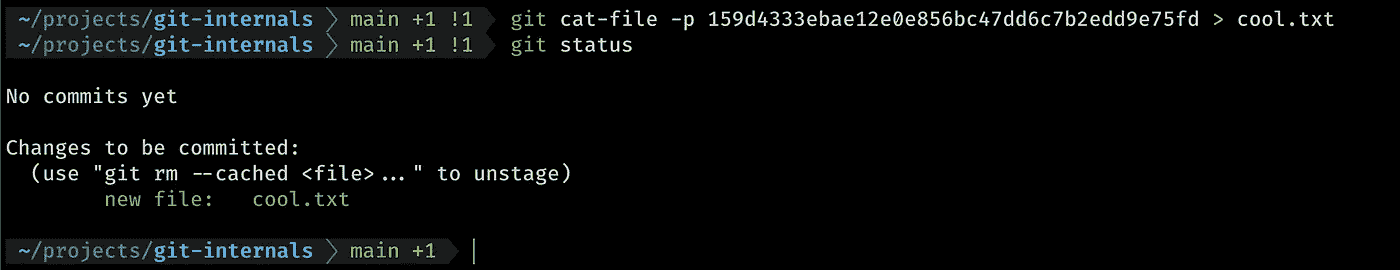 ~/projects/git-internals main +1 !1 git cat-file -p 159d4333ebae12e0e856bc47dd6c7b2edd9e75fd > cool.txt
~/projects/git-internals main +1 !1 git status
No commits yet
Changes to be committed:
(use "git rm --cached <file>..." to unstage)
new file: cool.txt
~/projects/git-internals main +1